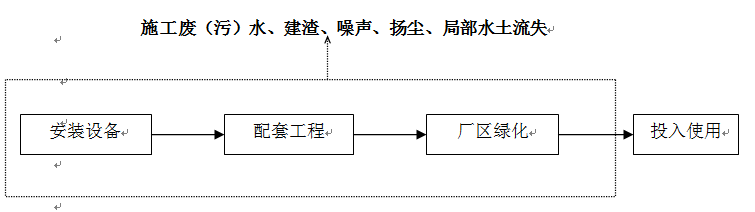 施工废（污）水、建渣、噪声、扬尘、局部水土流失
安装设备
配套工程
厂区绿化
投入使用